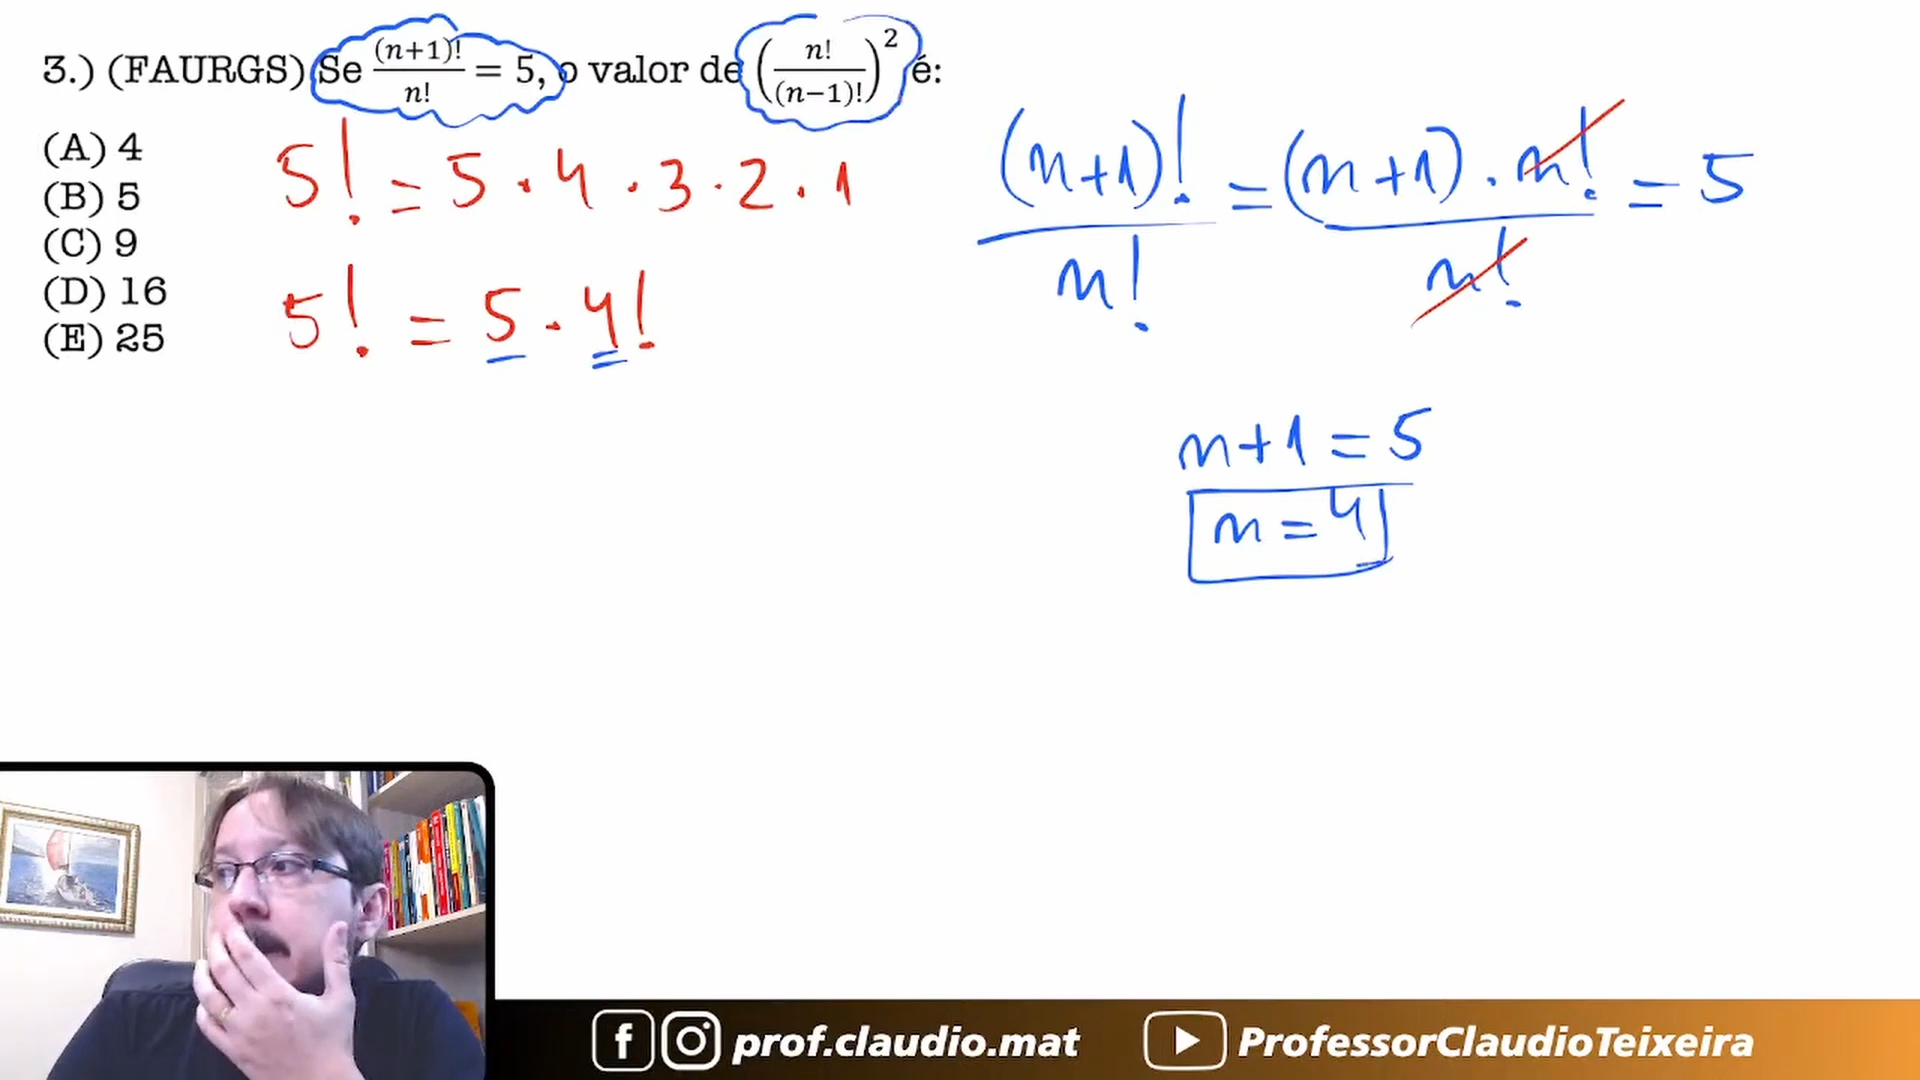 3.) (FAURGS) Se (n+1)!/n! = 5, o valor de (n!/(n−1)!)² é:
(A) 4
(B) 5
(C) 9
(D) 16
(E) 25
5! = 5 · 4 · 3 · 2 · 1
5! = 5 · 4!
(n+1)!/n! = (n+1) · n!/n! = 5
n+1 = 5
n = 4
prof.claudio.mat
ProfessorClaudioTeixeira